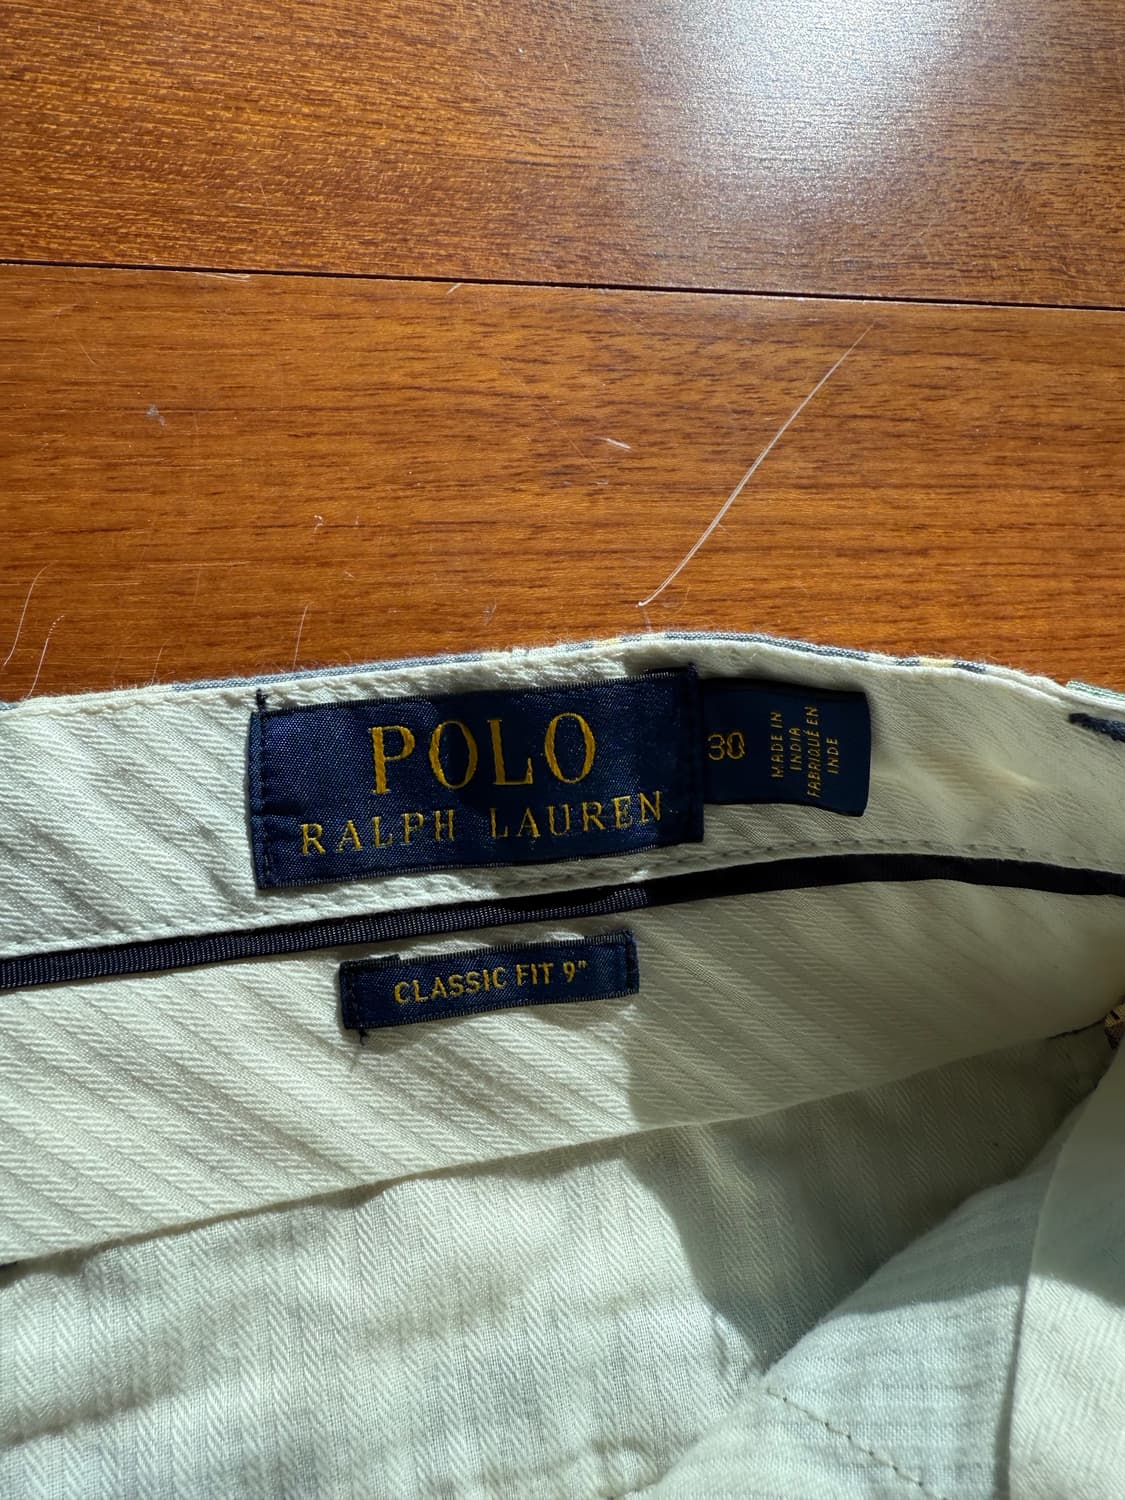 POLO
RALPH LAUREN
30
MADE IN
INDIA
FABRIQUÉ EN
INDE
CLASSIC FIT 9"